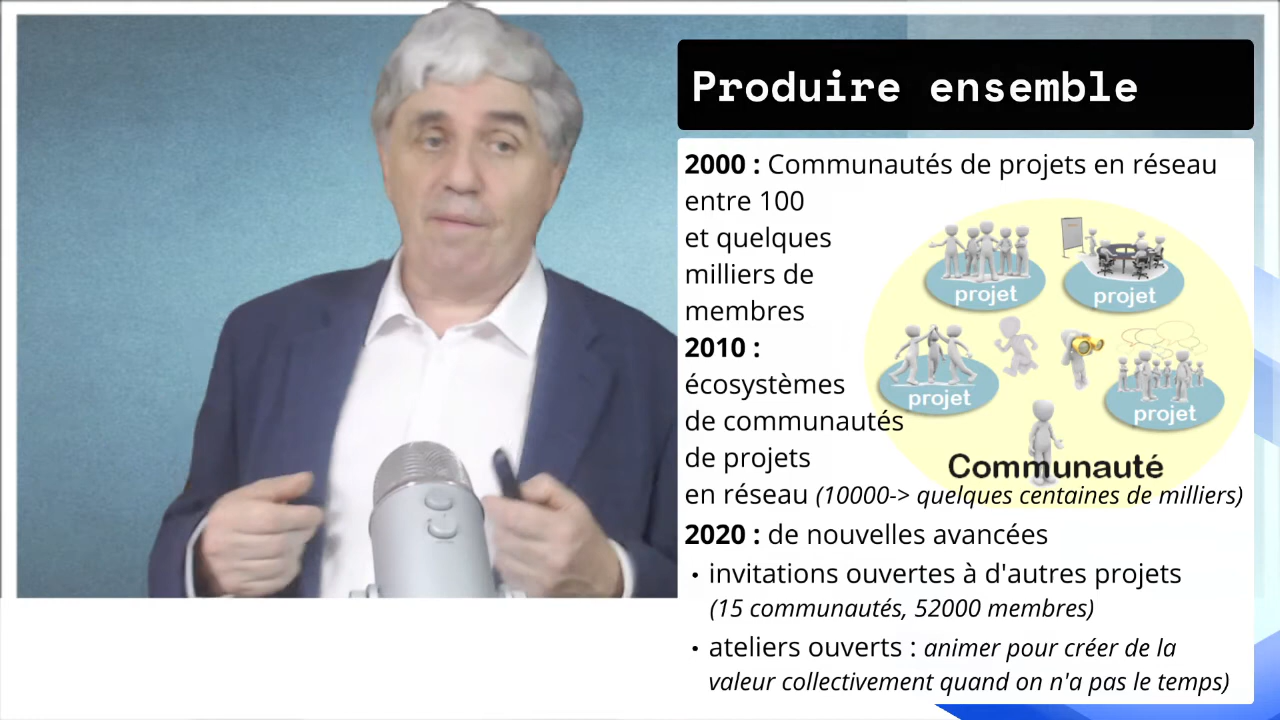 Produire ensemble
2000 : Communautés de projets en réseau
entre 100
et quelques
milliers de
membres
2010 :
écosystèmes
de communautés
de projets
en réseau (10000-> quelques centaines de milliers)
projet
projet
projet
projet
Communauté
2020 : de nouvelles avancées
• invitations ouvertes à d'autres projets
(15 communautés, 52000 membres)
• ateliers ouverts : animer pour créer de la
valeur collectivement quand on n'a pas le temps)